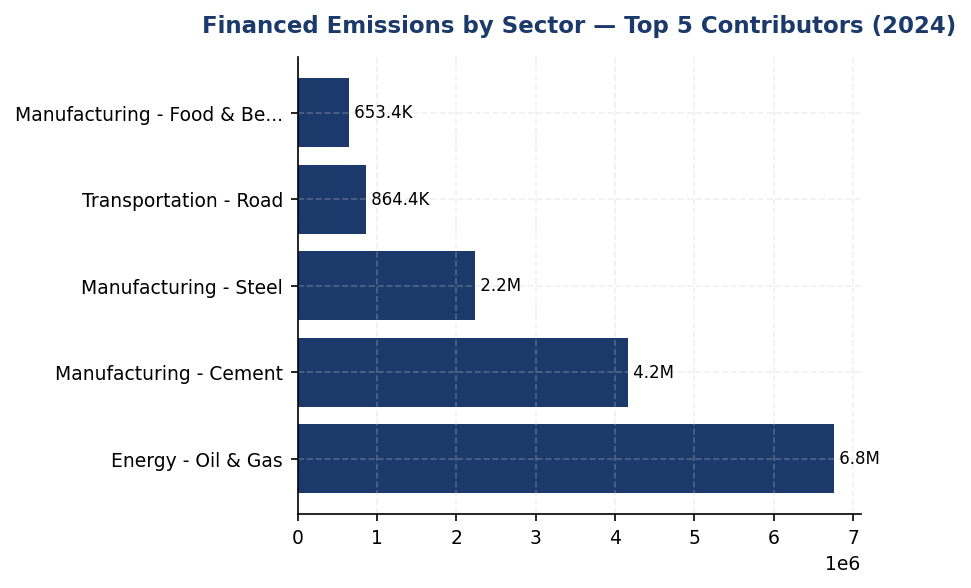 Financed Emissions by Sector — Top 5 Contributors (2024)
Manufacturing - Food & Be...
653.4K
Transportation - Road
864.4K
Manufacturing - Steel
2.2M
Manufacturing - Cement
4.2M
Energy - Oil & Gas
6.8M
0 1 2 3 4 5 6 7
1e6